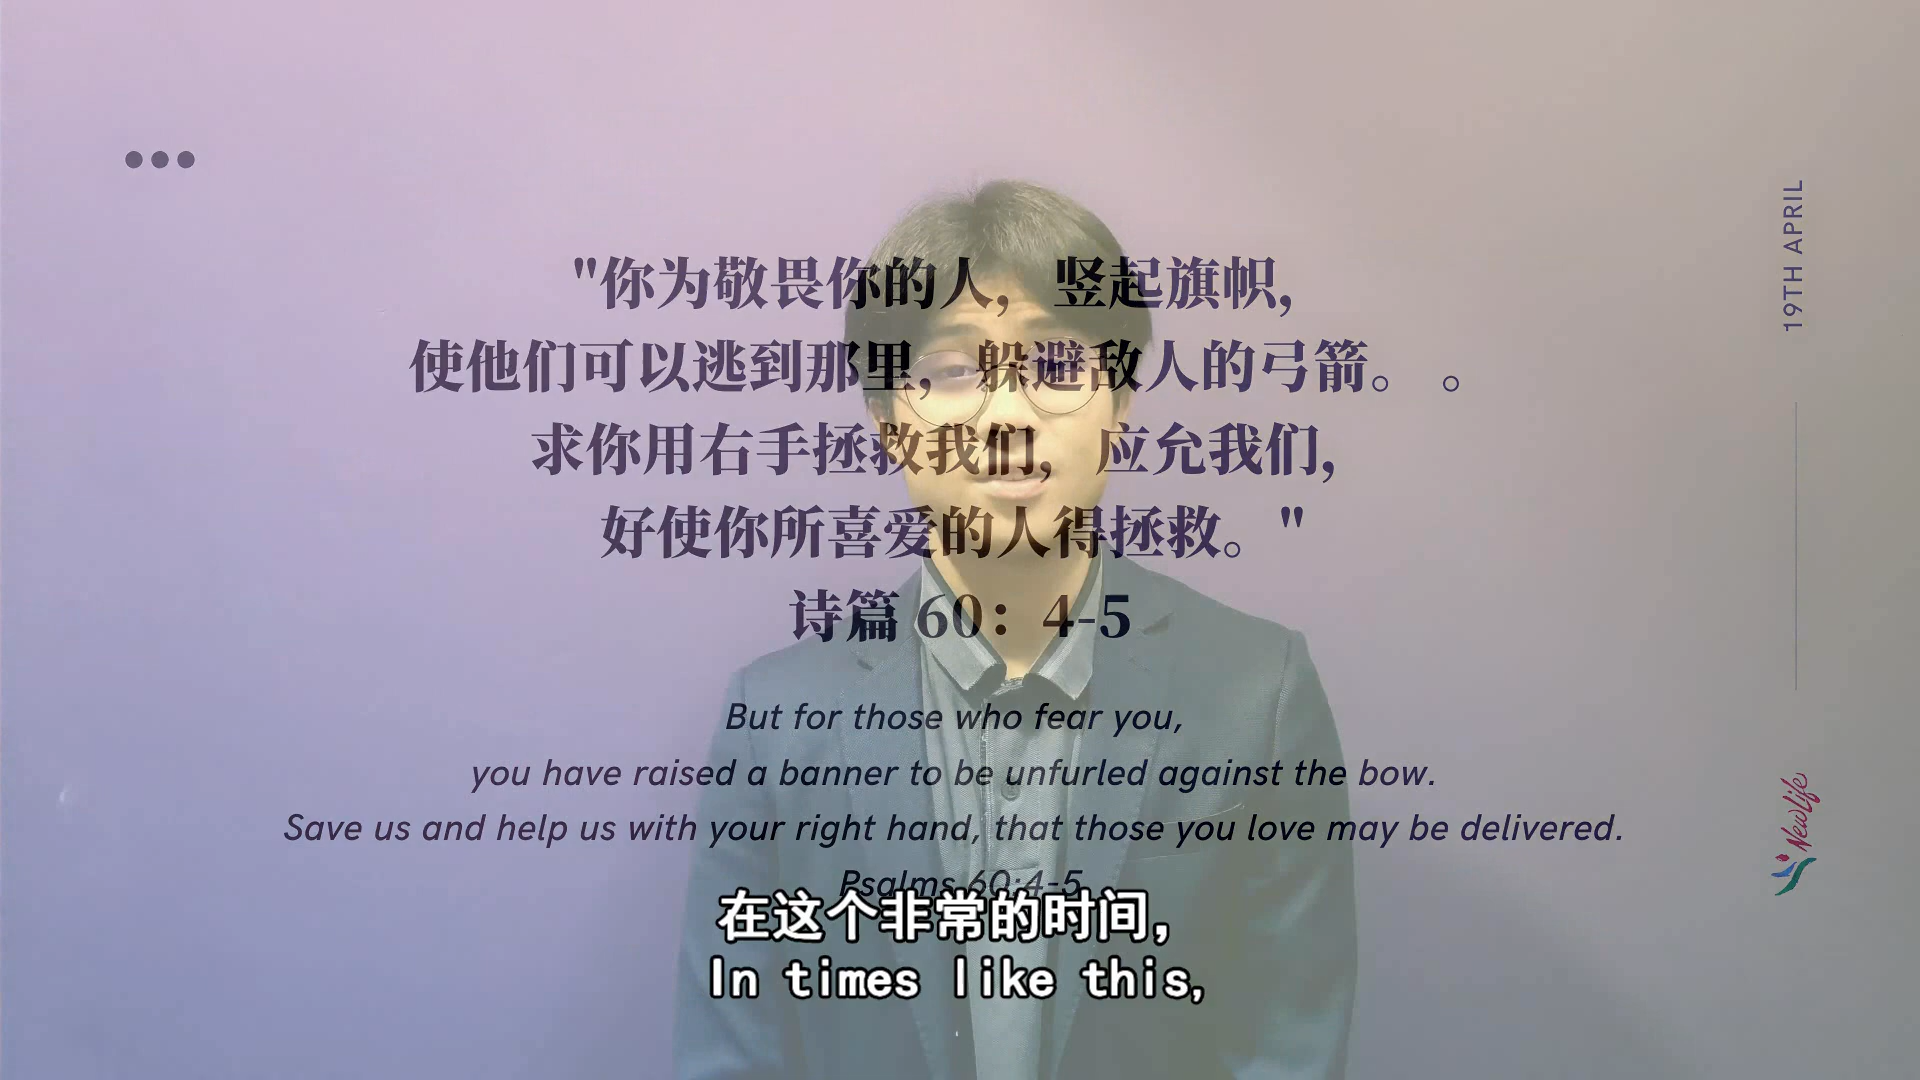 "你为敬畏你的人，竖起旗帜，
使他们可以逃到那里，躲避敌人的弓箭。 。
求你用右手拯救我们，应允我们，
好使你所喜爱的人得拯救。"
诗篇 60：4-5
But for those who fear you,
you have raised a banner to be unfurled against the bow.
Save us and help us with your right hand, that those you love may be delivered.
Psalms 60:4-5
在这个非常的时间，
In times like this,
19TH APRIL
NewLife